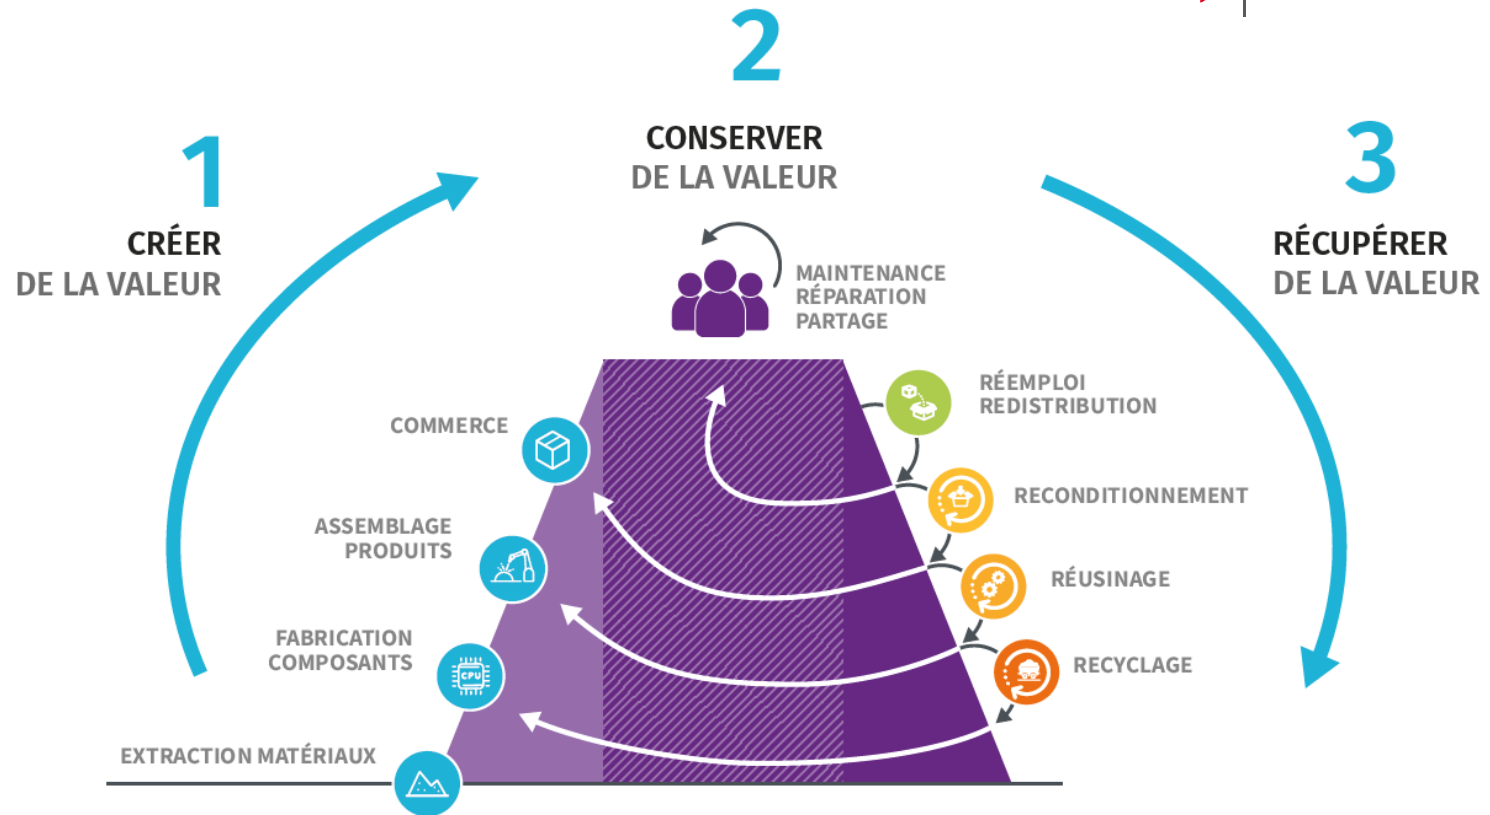 1
CRÉER
DE LA VALEUR
2
CONSERVER
DE LA VALEUR
3
RÉCUPÉRER
DE LA VALEUR
MAINTENANCE
RÉPARATION
PARTAGE
COMMERCE
ASSEMBLAGE
PRODUITS
FABRICATION
COMPOSANTS
CPU
EXTRACTION MATÉRIAUX
RÉEMPLOI
REDISTRIBUTION
RECONDITIONNEMENT
RÉUSINAGE
RECYCLAGE